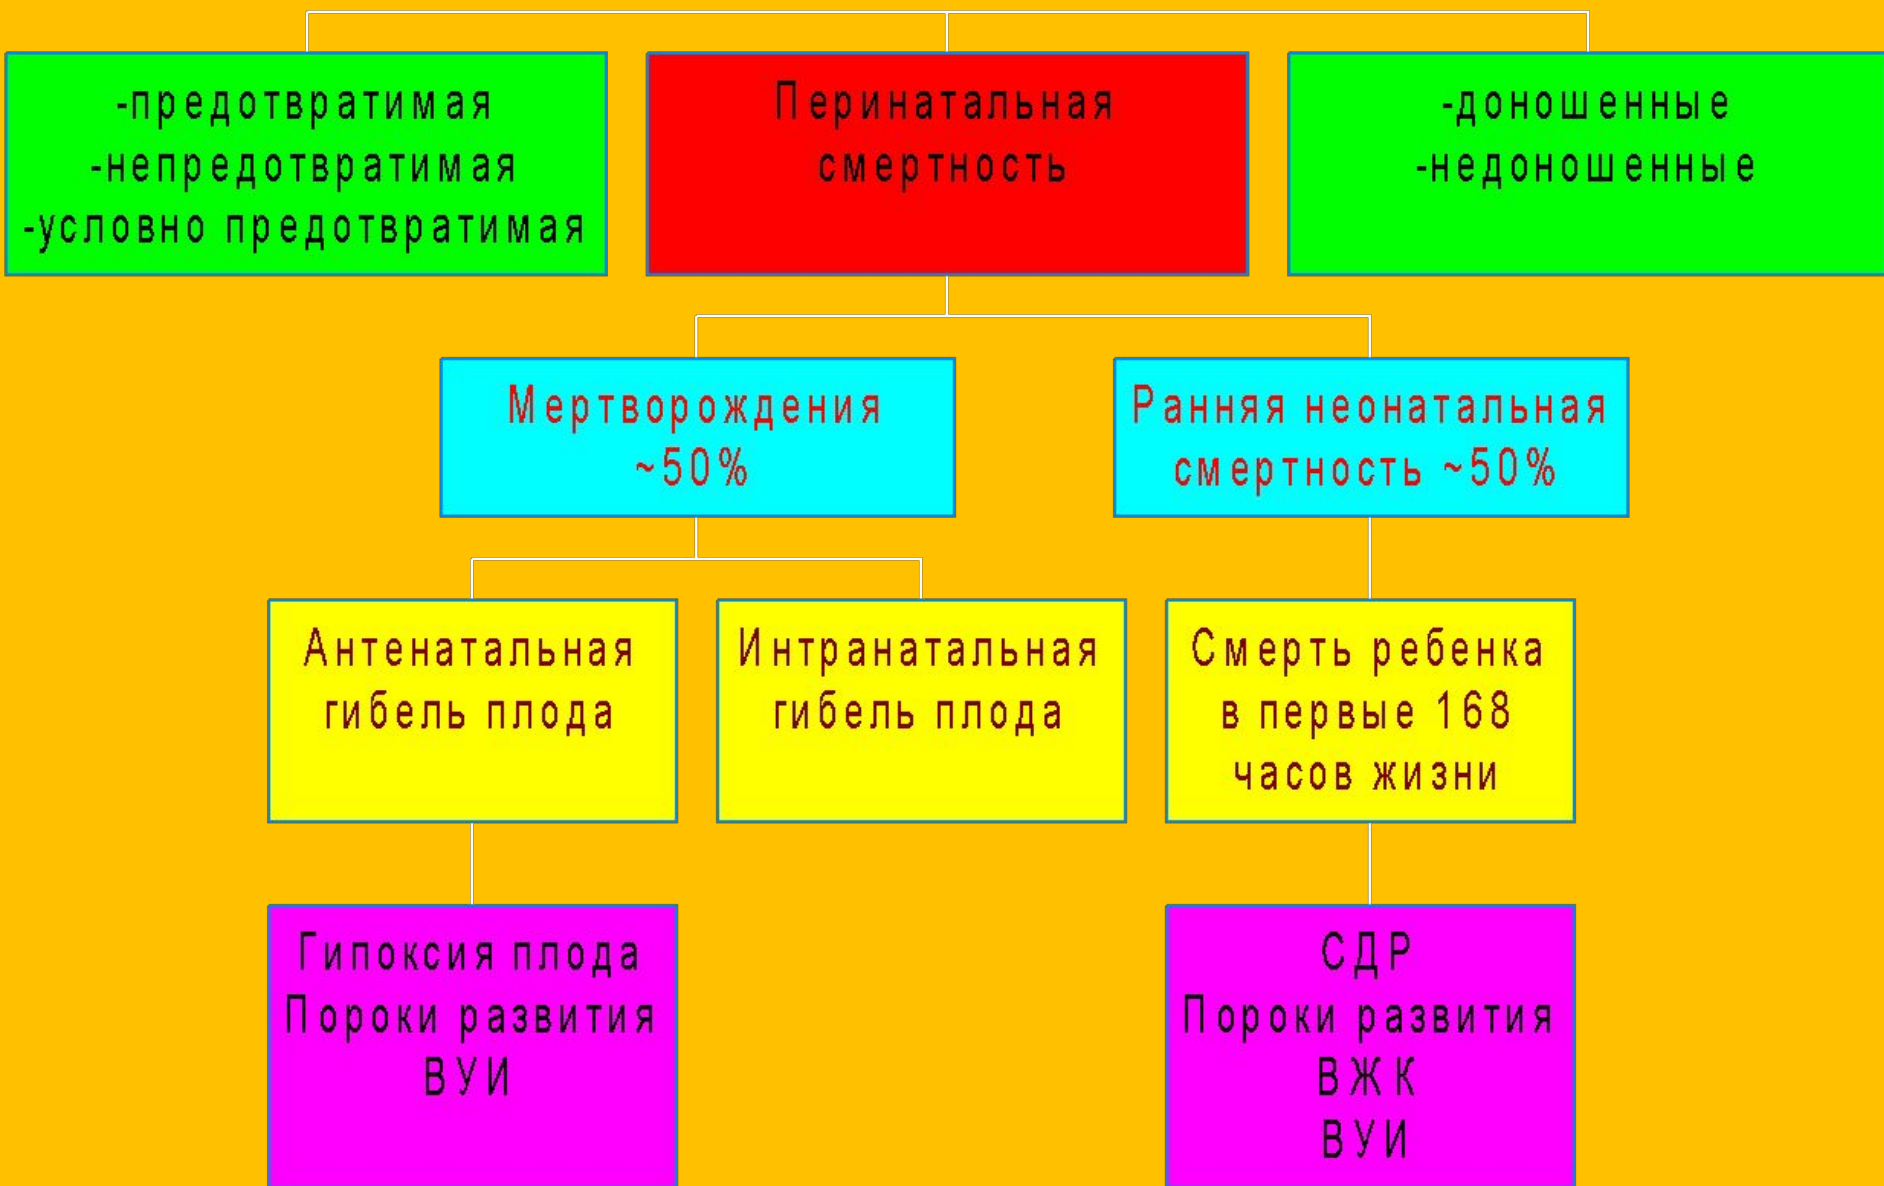 -предотвратимая
-непредотвратимая
-условно предотвратимая
Перинатальная
смертность
-доношенные
-недоношенные
Мертворождения
~50%
Ранняя неонатальная
смертность ~50%
Антенатальная
гибель плода
Интранатальная
гибель плода
Смерть ребенка
в первые 168
часов жизни
Гипоксия плода
Пороки развития
ВУИ
СДР
Пороки развития
ВЖК
ВУИ